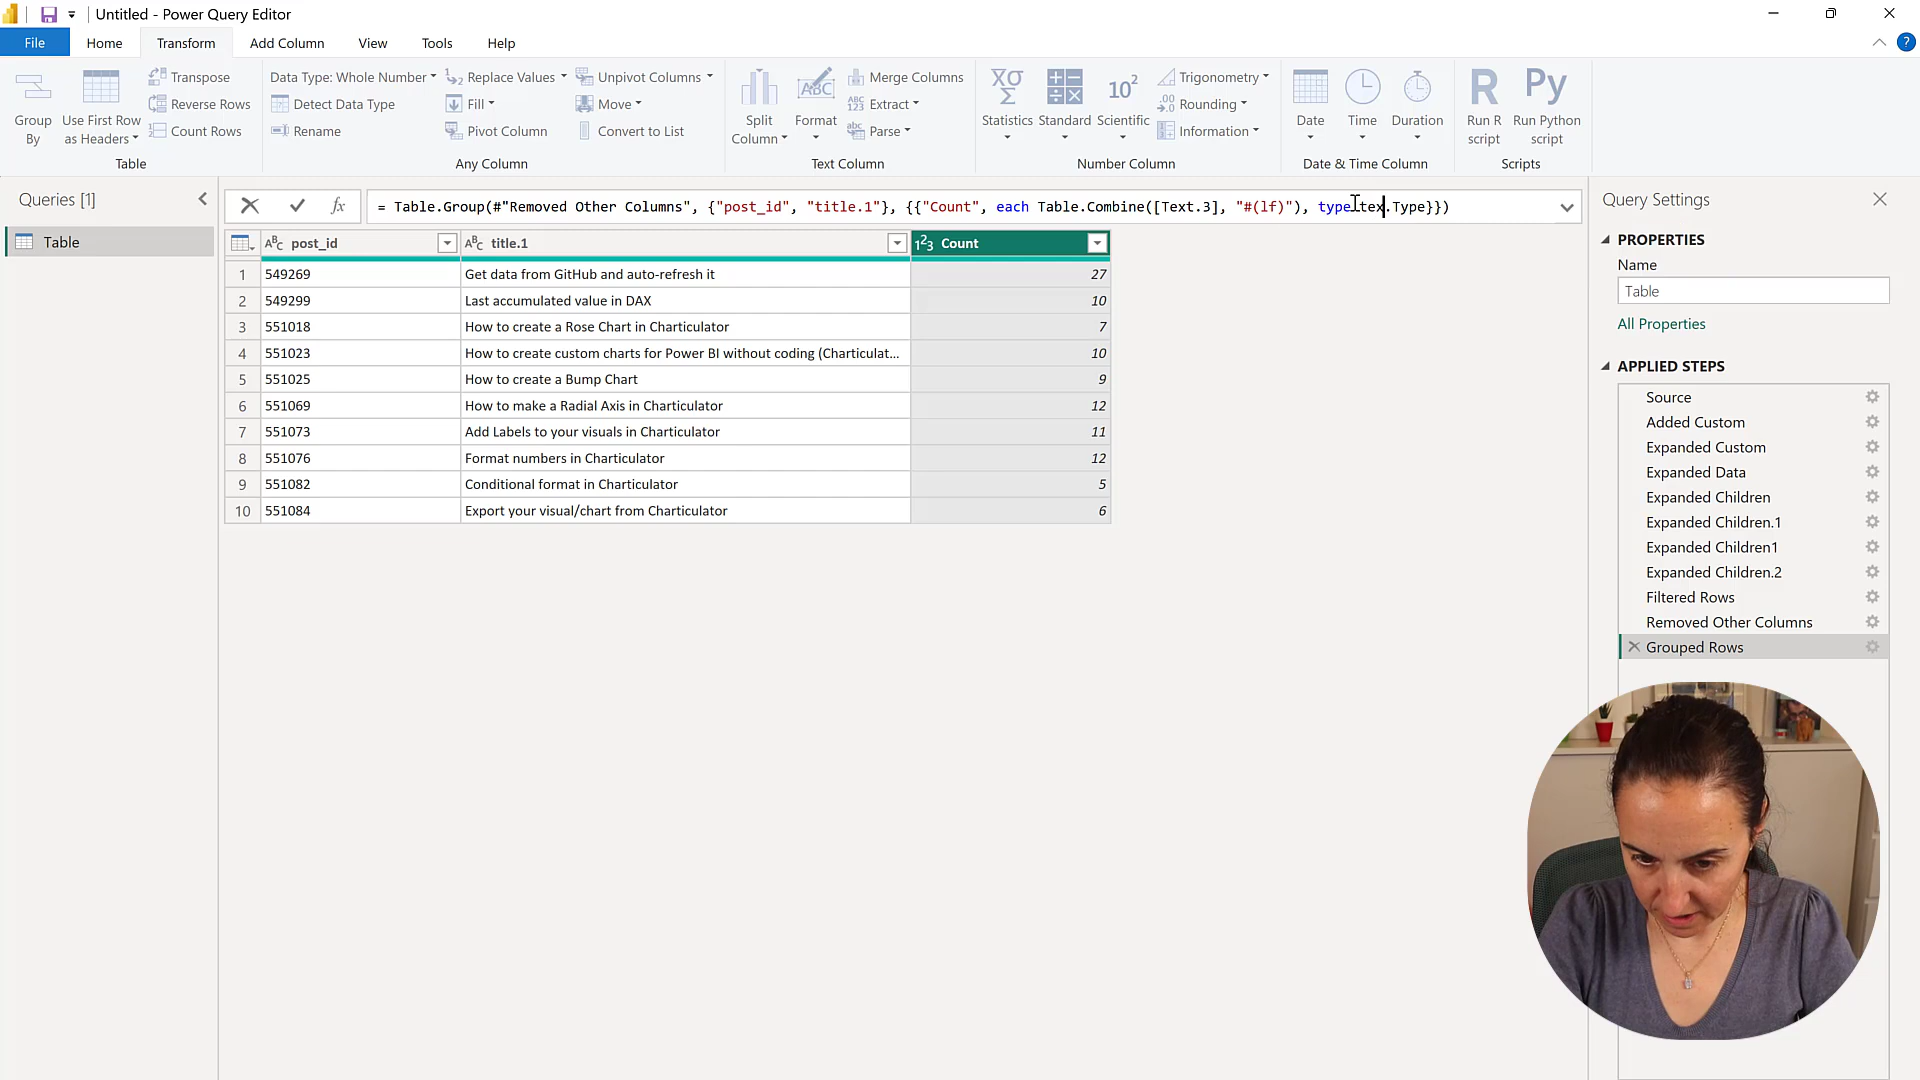 Untitled - Power Query Editor
File
Home
Transform
Add Column
View
Tools
Help
Group By
Use First Row as Headers
Transpose
Reverse Rows
Count Rows
Table
Data Type: Whole Number
Detect Data Type
Rename
Replace Values
Fill
Pivot Column
Unpivot Columns
Move
Convert to List
Any Column
Split Column
Format
Merge Columns
Extract
Parse
Text Column
Statistics
Standard
Scientific
Trigonometry
Rounding
Information
Number Column
Date
Time
Duration
Date & Time Column
Run R script
Run Python script
Scripts
Queries [1]
Table
= Table.Group(#"Removed Other Columns", {"post_id", "title.1"}, {{"Count", each Table.Combine([Text.3], "#(lf)"), type tex.Type}})
post_id title.1 Count
1 549269 Get data from GitHub and auto-refresh it 27
2 549299 Last accumulated value in DAX 10
3 551018 How to create a Rose Chart in Charticulator 7
4 551023 How to create custom charts for Power BI without coding (Charticulat... 10
5 551025 How to create a Bump Chart 9
6 551069 How to make a Radial Axis in Charticulator 12
7 551073 Add Labels to your visuals in Charticulator 11
8 551076 Format numbers in Charticulator 12
9 551082 Conditional format in Charticulator 5
10 551084 Export your visual/chart from Charticulator 6
Query Settings
PROPERTIES
Name
Table
All Properties
APPLIED STEPS
Source
Added Custom
Expanded Custom
Expanded Data
Expanded Children
Expanded Children.1
Expanded Children1
Expanded Children.2
Filtered Rows
Removed Other Columns
Grouped Rows